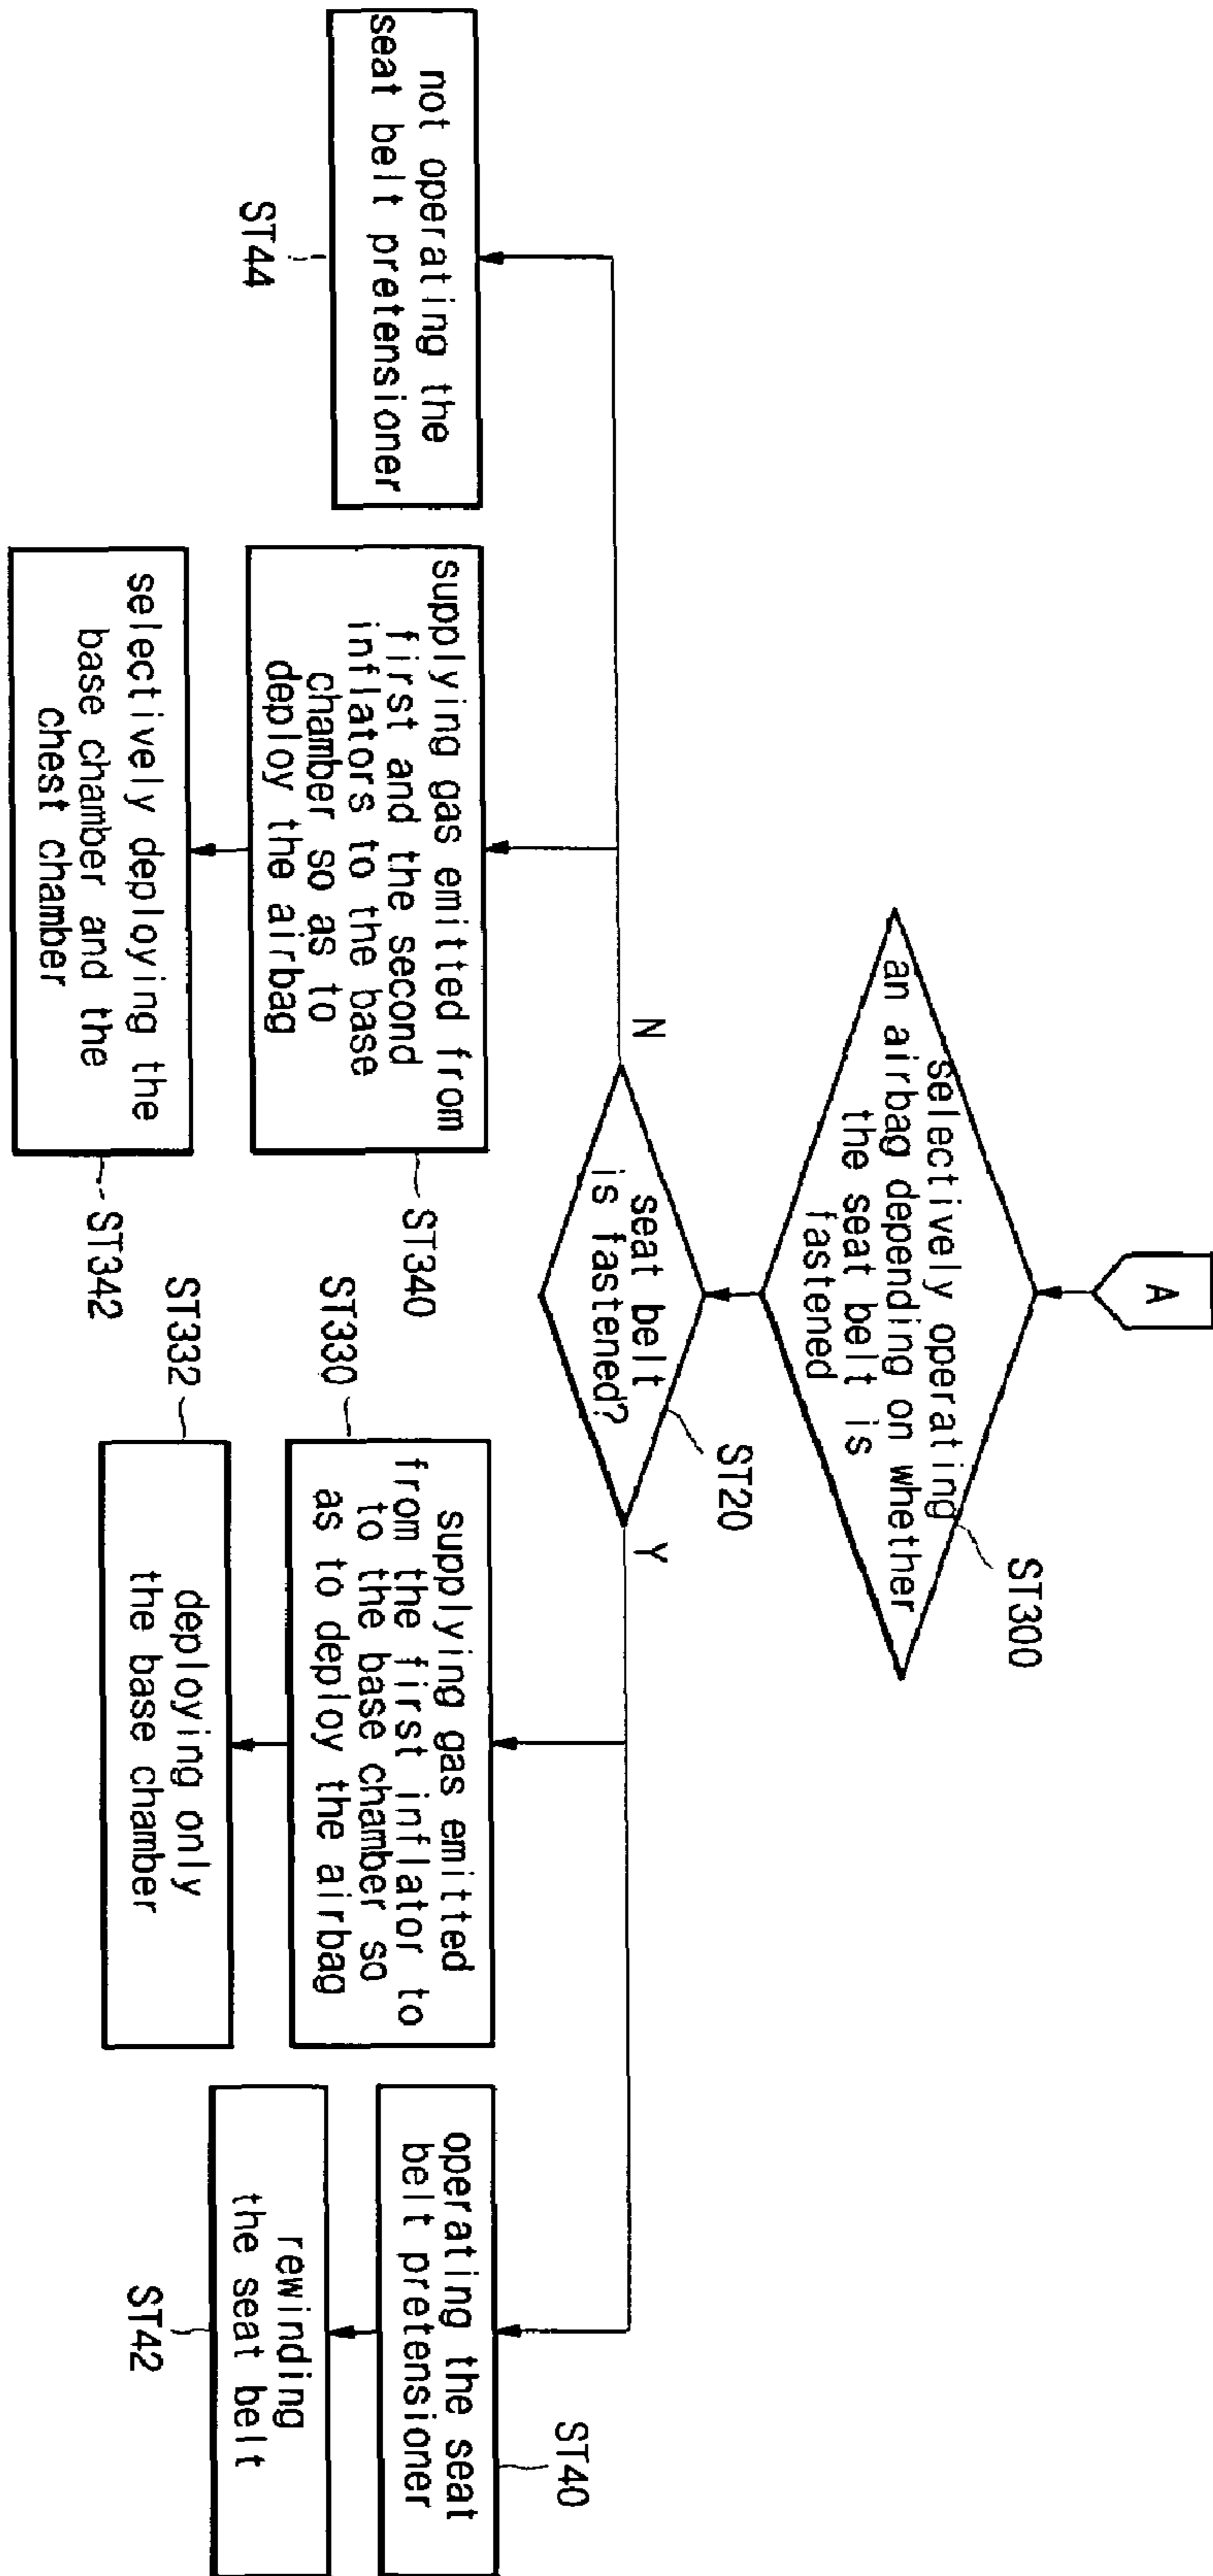 A
selectively operating
an airbag depending on whether
the seat belt is
fastened
ST300
seat belt
is fastened?
ST20
N
Y
not operating the
seat belt pretensioner
ST44
supplying gas emitted from
first and the second
inflators to the base
chamber so as to
deploy the airbag
ST340
selectively deploying the
base chamber and the
chest chamber
ST342
supplying gas emitted
from the first inflator to
to the base chamber so
as to deploy the airbag
ST330
deploying only
the base chamber
ST332
operating the seat
belt pretensioner
ST40
rewinding
the seat belt
ST42